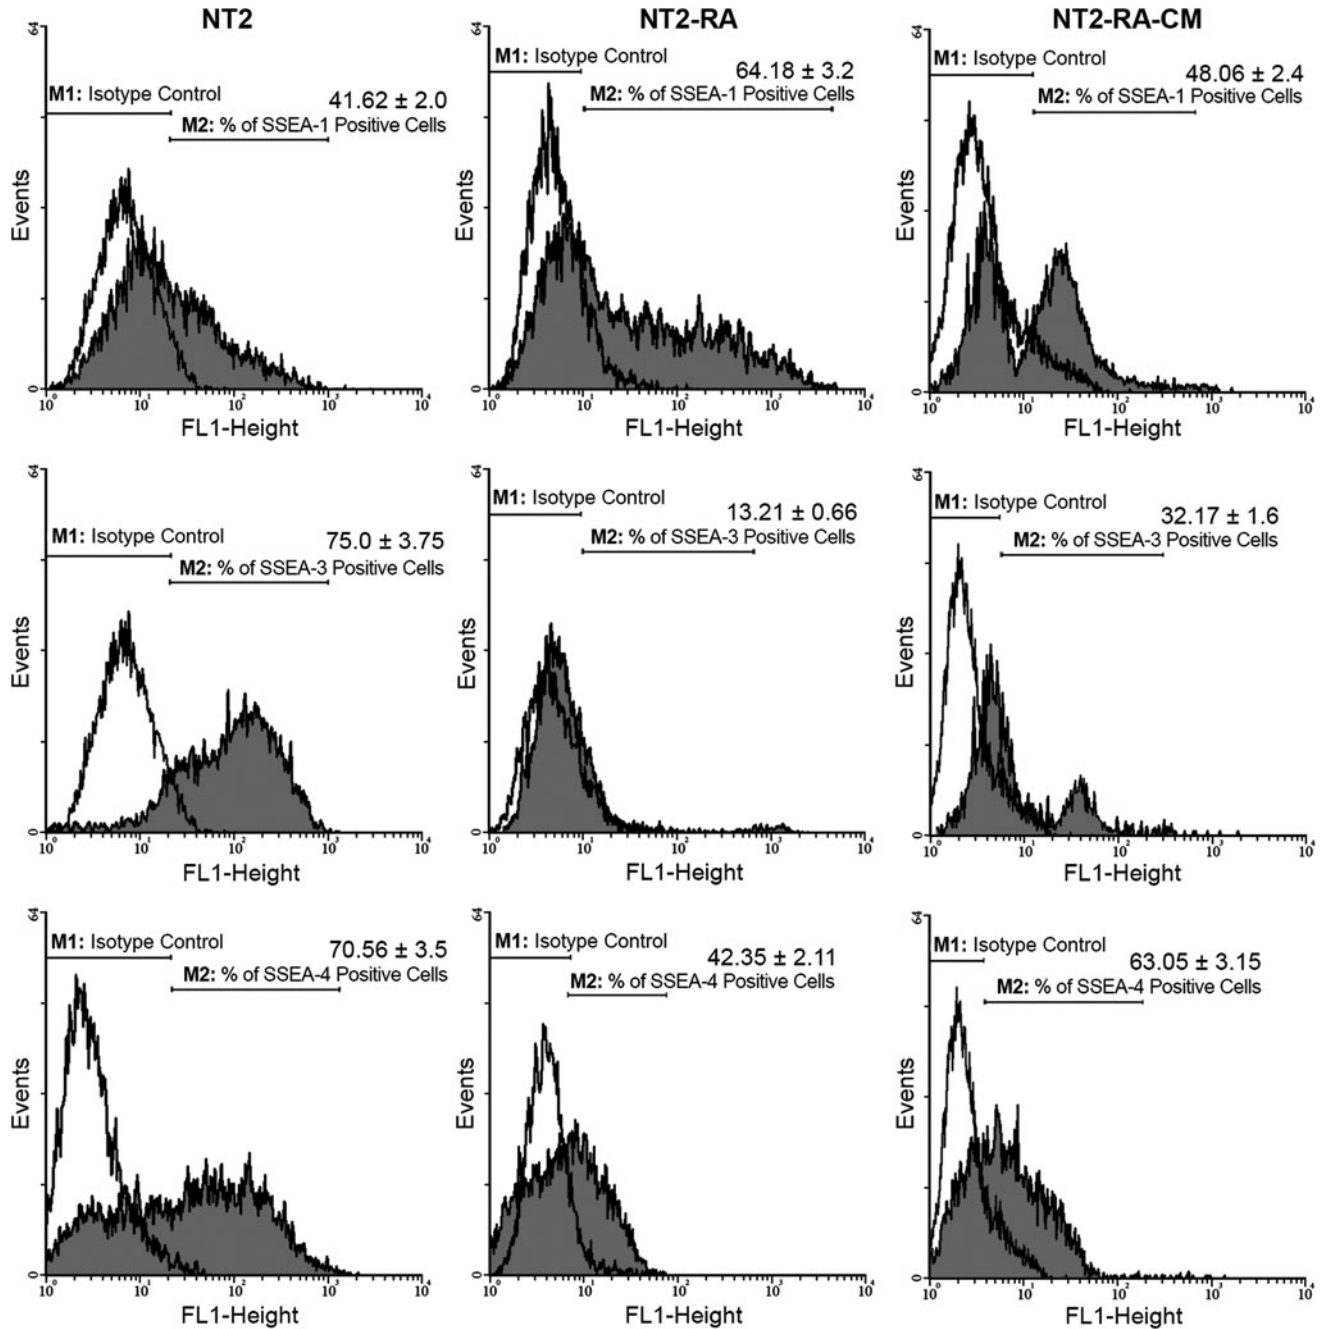 NT2
NT2-RA
NT2-RA-CM
64
M1: Isotype Control
41.62 ± 2.0
M2: % of SSEA-1 Positive Cells
Events
0
10⁰ 10¹ 10² 10³ 10⁴
FL1-Height
64
M1: Isotype Control
64.18 ± 3.2
M2: % of SSEA-1 Positive Cells
Events
0
10⁰ 10¹ 10² 10³ 10⁴
FL1-Height
64
M1: Isotype Control
48.06 ± 2.4
M2: % of SSEA-1 Positive Cells
Events
0
10⁰ 10¹ 10² 10³ 10⁴
FL1-Height
64
M1: Isotype Control
75.0 ± 3.75
M2: % of SSEA-3 Positive Cells
Events
0
10⁰ 10¹ 10² 10³ 10⁴
FL1-Height
64
M1: Isotype Control
13.21 ± 0.66
M2: % of SSEA-3 Positive Cells
Events
0
10⁰ 10¹ 10² 10³ 10⁴
FL1-Height
64
M1: Isotype Control
32.17 ± 1.6
M2: % of SSEA-3 Positive Cells
Events
0
10⁰ 10¹ 10² 10³ 10⁴
FL1-Height
64
M1: Isotype Control
70.56 ± 3.5
M2: % of SSEA-4 Positive Cells
Events
0
10⁰ 10¹ 10² 10³ 10⁴
FL1-Height
64
M1: Isotype Control
42.35 ± 2.11
M2: % of SSEA-4 Positive Cells
Events
0
10⁰ 10¹ 10² 10³ 10⁴
FL1-Height
64
M1: Isotype Control
63.05 ± 3.15
M2: % of SSEA-4 Positive Cells
Events
0
10⁰ 10¹ 10² 10³ 10⁴
FL1-Height